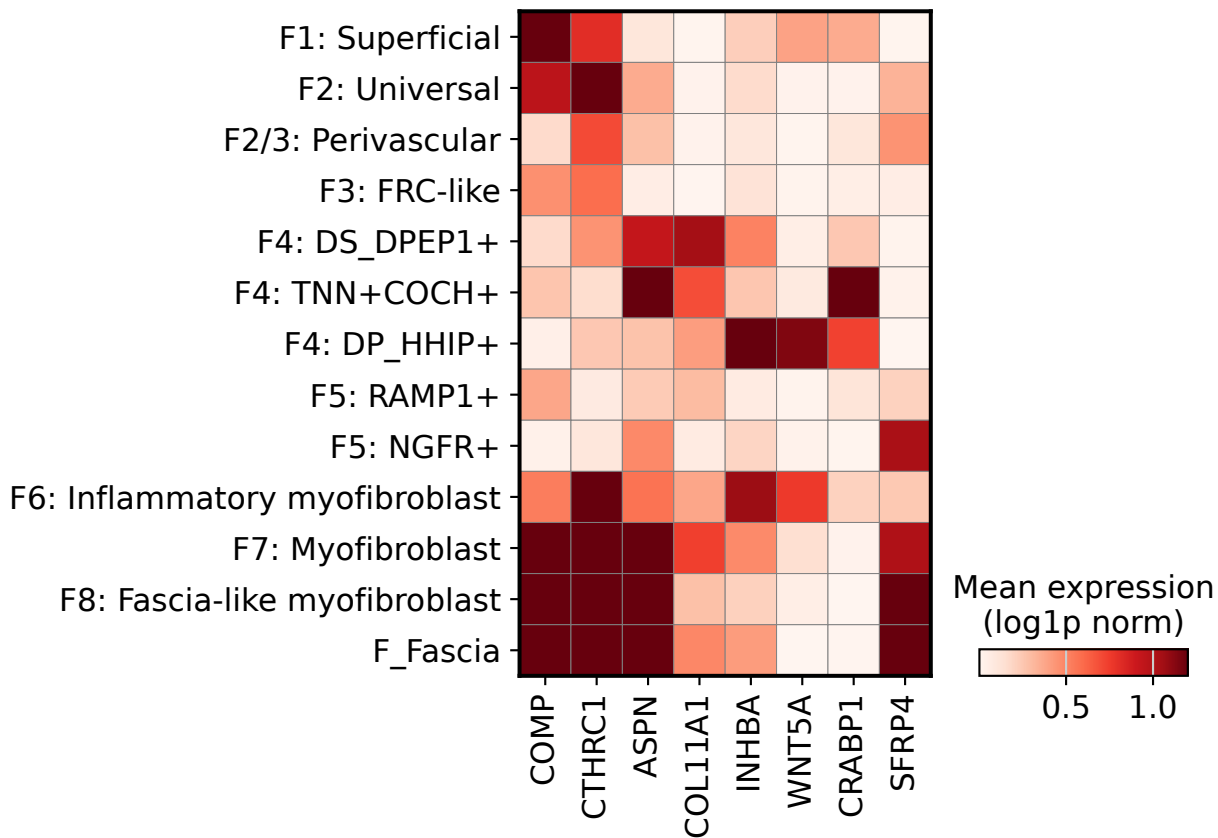 F1: Superficial
F2: Universal
F2/3: Perivascular
F3: FRC-like
F4: DS_DPEP1+
F4: TNN+COCH+
F4: DP_HHIP+
F5: RAMP1+
F5: NGFR+
F6: Inflammatory myofibroblast
F7: Myofibroblast
F8: Fascia-like myofibroblast
F_Fascia
COMP
CTHRC1
ASPN
COL11A1
INHBA
WNT5A
CRABP1
SFRP4
Mean expression
(log1p norm)
0.5 1.0